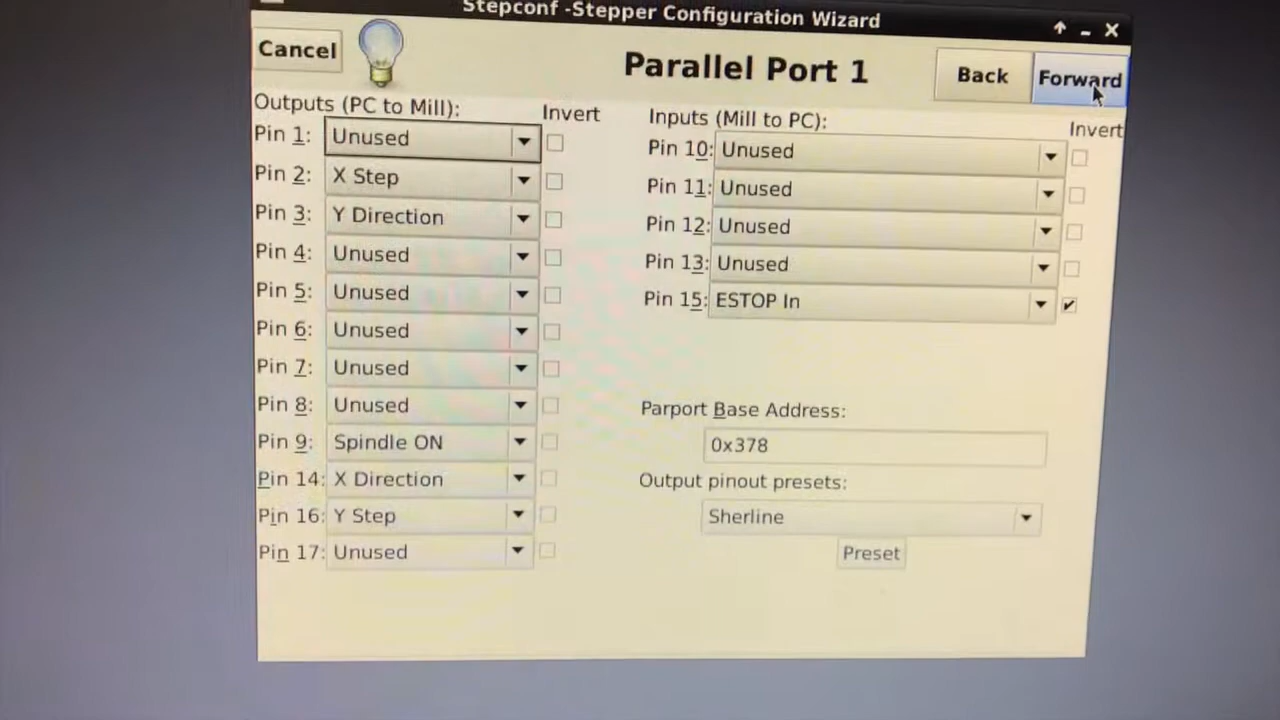 Stepconf -Stepper Configuration Wizard
Cancel
Parallel Port 1
Back
Forward
Outputs (PC to Mill):
Invert
Pin 1: Unused
Pin 2: X Step
Pin 3: Y Direction
Pin 4: Unused
Pin 5: Unused
Pin 6: Unused
Pin 7: Unused
Pin 8: Unused
Pin 9: Spindle ON
Pin 14: X Direction
Pin 16: Y Step
Pin 17: Unused
Inputs (Mill to PC):
Invert
Pin 10: Unused
Pin 11: Unused
Pin 12: Unused
Pin 13: Unused
Pin 15: ESTOP In
Parport Base Address:
0x378
Output pinout presets:
Sherline
Preset